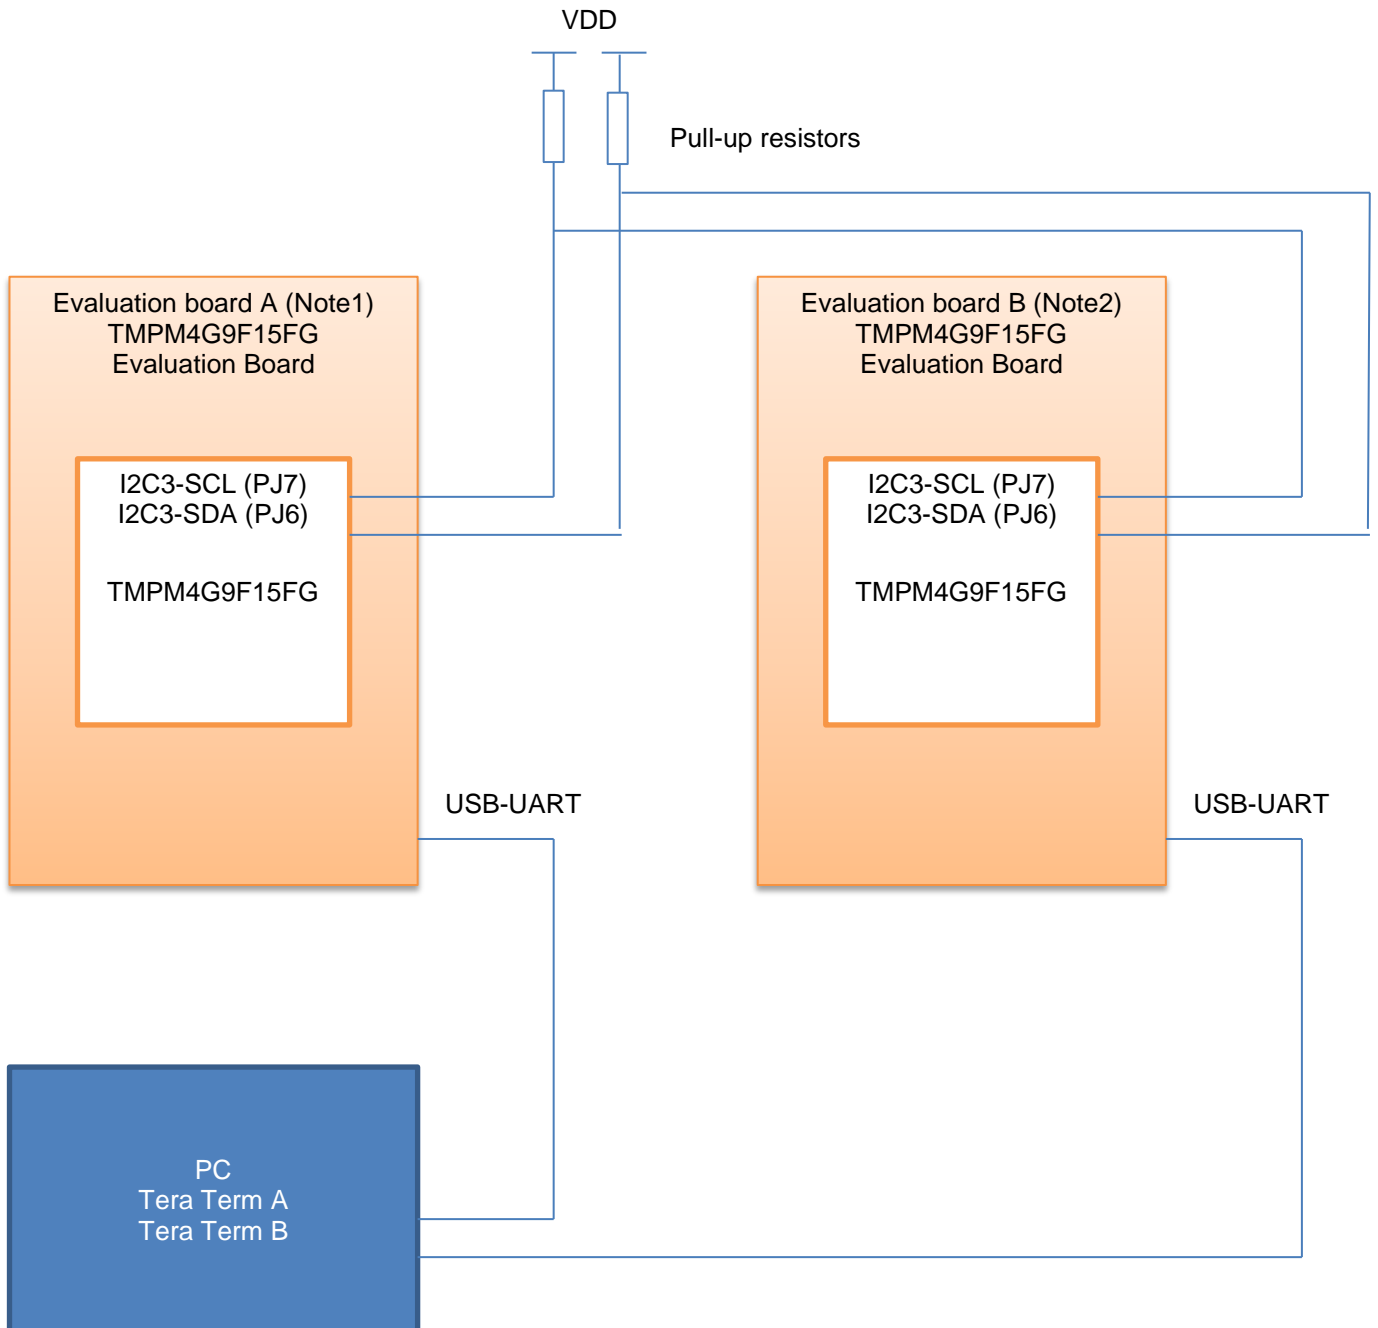 VDD
Pull-up resistors
Evaluation board A (Note1)
TMPM4G9F15FG
Evaluation Board
I2C3-SCL (PJ7)
I2C3-SDA (PJ6)
TMPM4G9F15FG
USB-UART
Evaluation board B (Note2)
TMPM4G9F15FG
Evaluation Board
I2C3-SCL (PJ7)
I2C3-SDA (PJ6)
TMPM4G9F15FG
USB-UART
PC
Tera Term A
Tera Term B